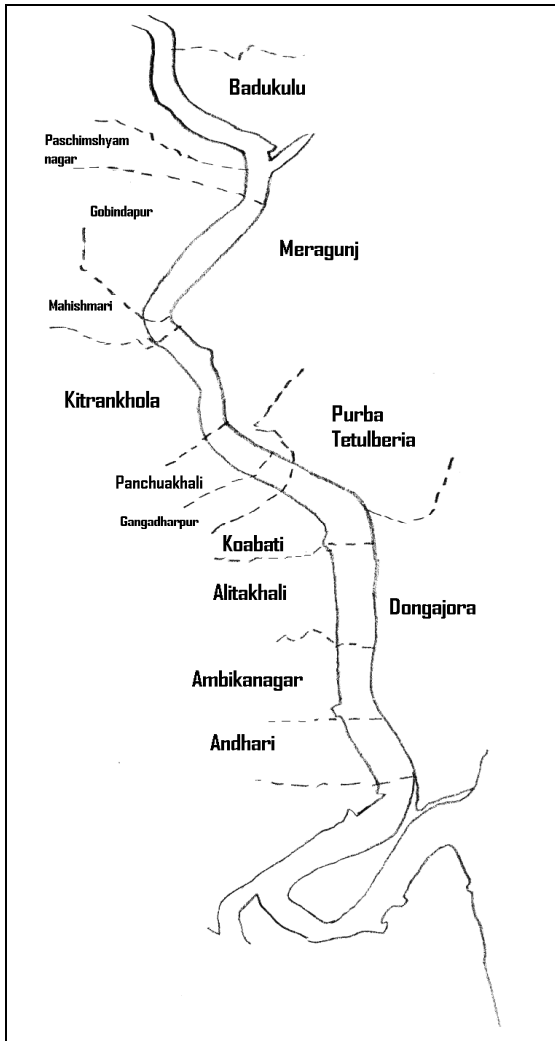 Badukulu
Paschimshyam
nagar
Gobindapur
Meragunj
Mahishmari
Kitrankhola
Purba
Tetulberia
Panchuakhali
Gangadharpur
Koabati
Alitakhali
Dongajora
Ambikanagar
Andhari